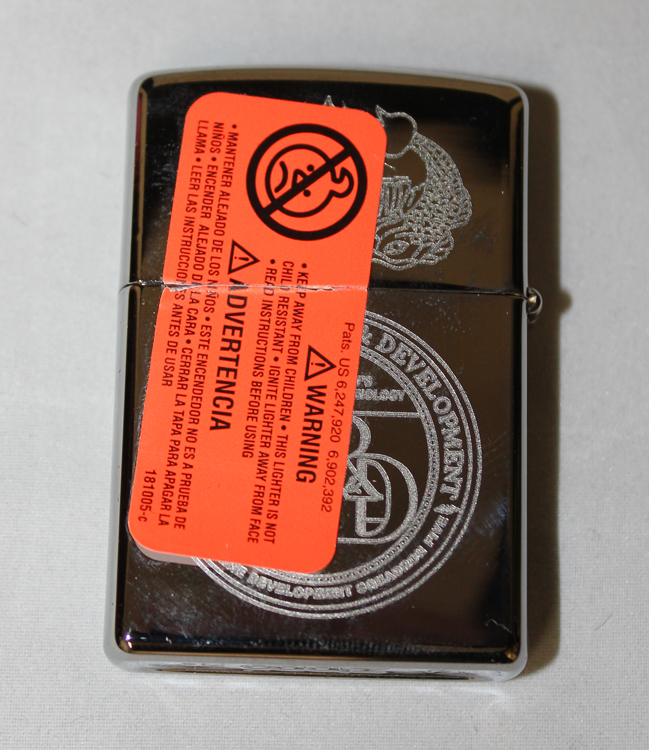 Pats. US 6,247,920 6,902,392
WARNING
• KEEP AWAY FROM CHILDREN • THIS LIGHTER IS NOT
CHILD RESISTANT • IGNITE LIGHTER AWAY FROM FACE
• READ INSTRUCTIONS BEFORE USING
ADVERTENCIA
• MANTENER ALEJADO DE LOS NIÑOS • ESTE ENCENDEDOR NO ES A PRUEBA DE
NIÑOS • ENCENDER ALEJADO DE LA CARA • CERRAR LA TAPA PARA APAGAR LA
LLAMA • LEER LAS INSTRUCCIONES ANTES DE USAR
181005-c
& DEVELOPMENT
DEVELOPMENT SQUADRON FIVE